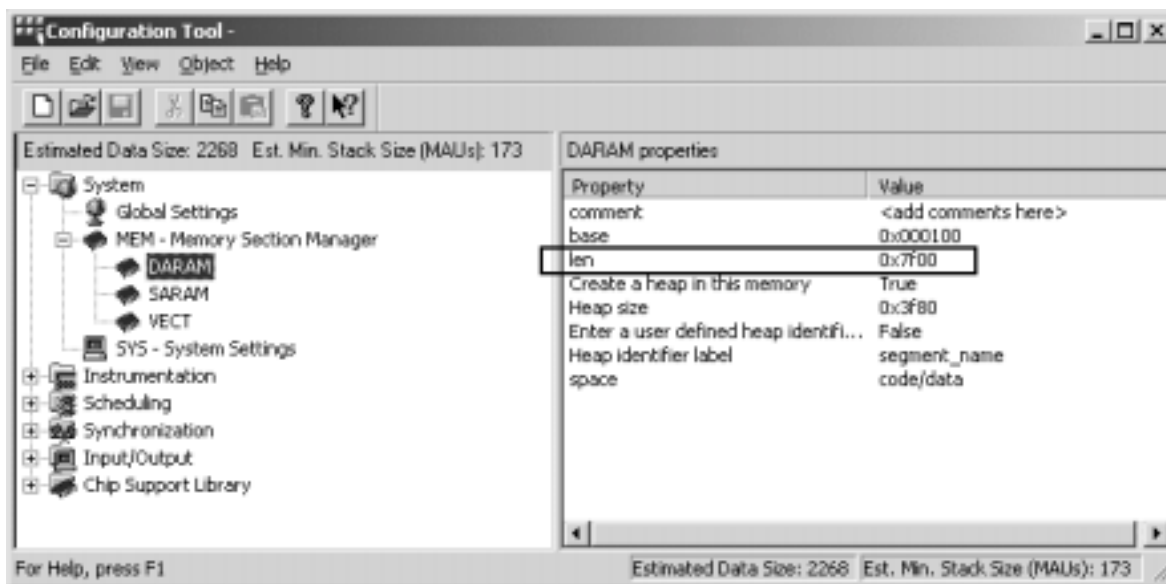 Configuration Tool -
File Edit View Object Help
Estimated Data Size: 2268 Est. Min. Stack Size (MAUs): 173
System
Global Settings
MEM - Memory Section Manager
DARAM
SARAM
VECT
SYS - System Settings
Instrumentation
Scheduling
Synchronization
Input/Output
Chip Support Library
DARAM properties
Property Value
comment <add comments here>
base 0x000100
len 0x7f00
Create a heap in this memory True
Heap size 0x3f80
Enter a user defined heap identifi... False
Heap identifier label segment_name
space code/data
For Help, press F1
Estimated Data Size: 2268 Est. Min. Stack Size (MAUs): 173